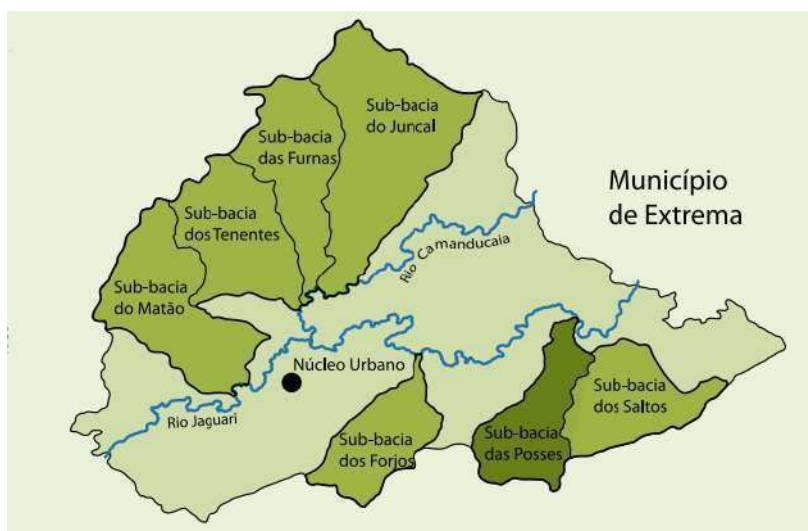 Sub-bacia
do Juncal
Sub-bacia
das Furnas
Município
de Extrema
Sub-bacia
dos Tenentes
Rio Camanducaia
Sub-bacia
do Matão
Núcleo Urbano
Sub-bacia
dos Saltos
Rio Jaguari
Sub-bacia
dos Forjos
Sub-bacia
das Posses